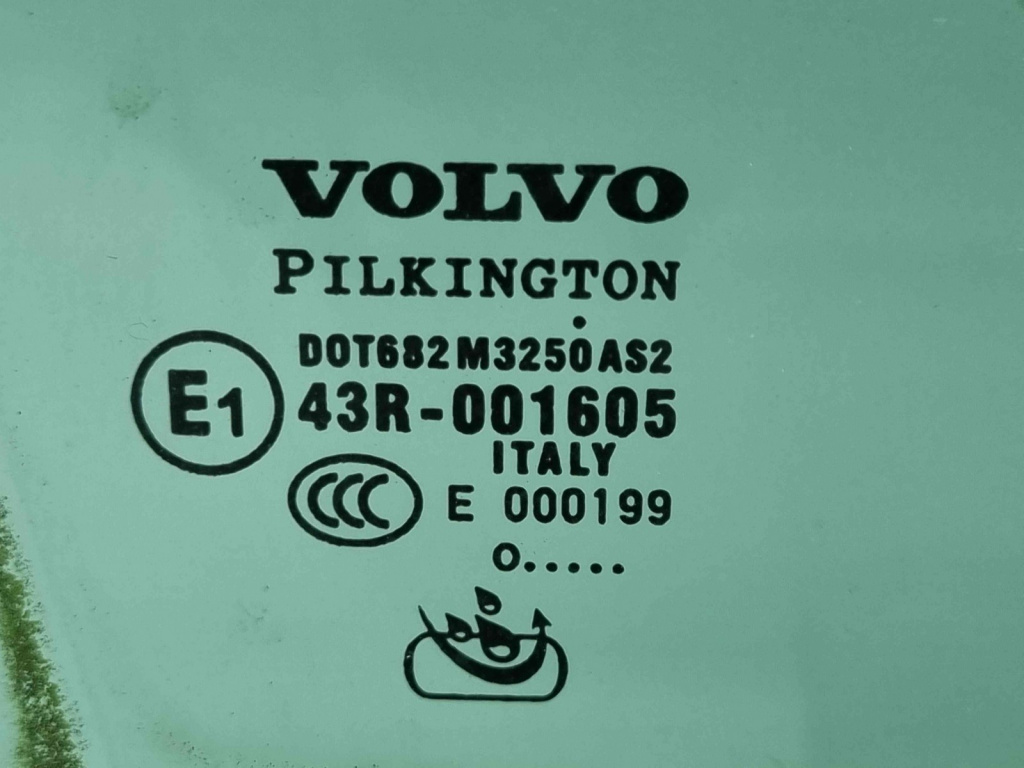 VOLVO
PILKINGTON
DOT682 M3250 AS2
E1 43R-001605
ITALY
CCC E 000199
O.....